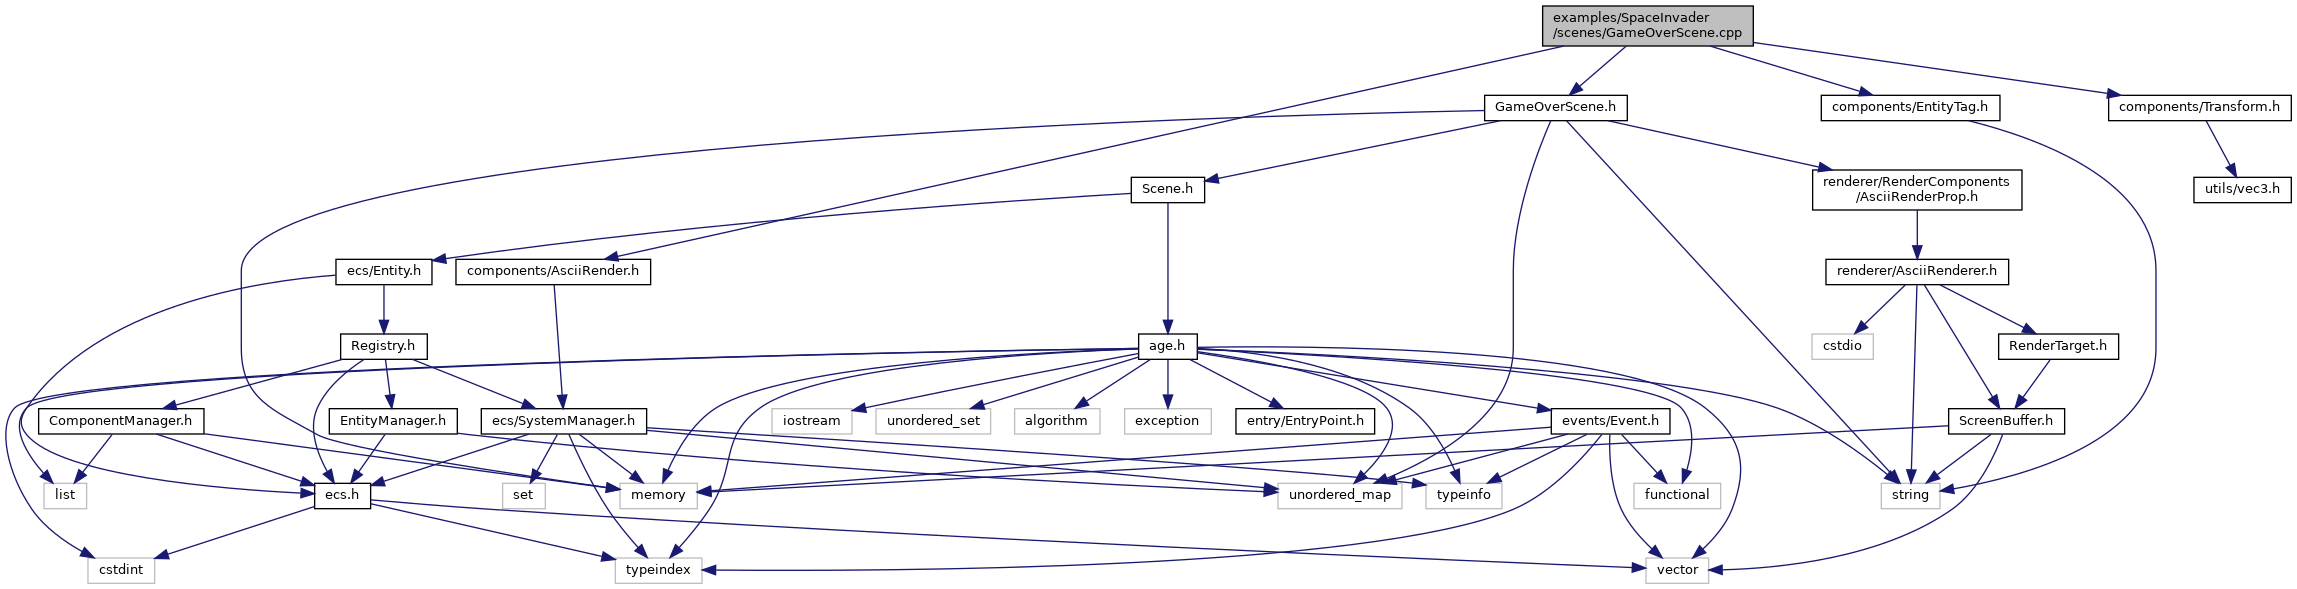 examples/SpaceInvader
/scenes/GameOverScene.cpp
GameOverScene.h
components/EntityTag.h
components/Transform.h
Scene.h
renderer/RenderComponents
/AsciiRenderProp.h
utils/vec3.h
ecs/Entity.h
components/AsciiRender.h
renderer/AsciiRenderer.h
Registry.h
age.h
cstdio
RenderTarget.h
ComponentManager.h
EntityManager.h
ecs/SystemManager.h
iostream
unordered_set
algorithm
exception
entry/EntryPoint.h
events/Event.h
ScreenBuffer.h
list
ecs.h
set
memory
unordered_map
typeinfo
functional
string
cstdint
typeindex
vector